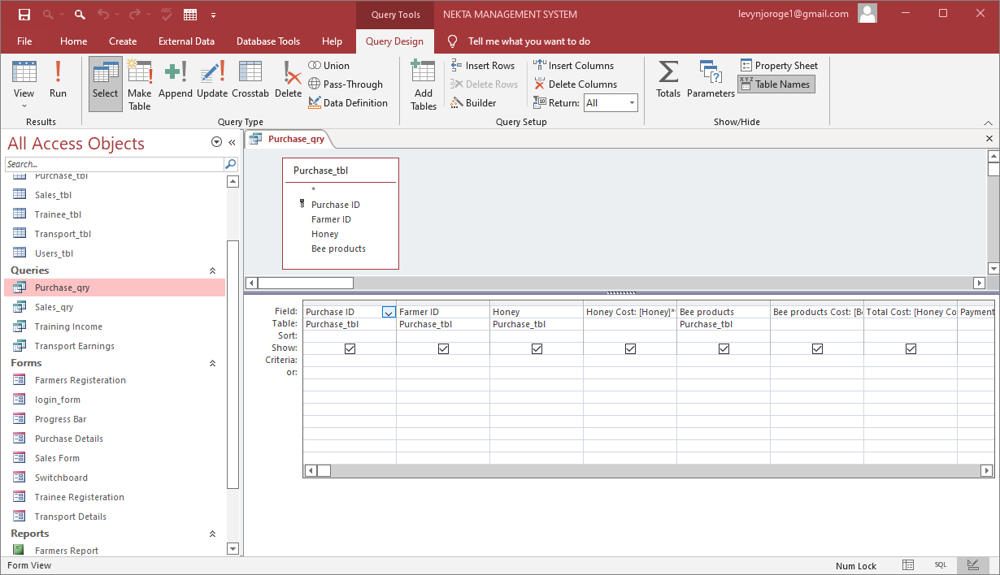 Query Tools
NEKTA MANAGEMENT SYSTEM
levynjoroge1@gmail.com
File Home Create External Data Database Tools Help Query Design Tell me what you want to do
View
Run
Results
Select
Make Table
Append
Update
Crosstab
Delete
Union
Pass-Through
Data Definition
Query Type
Add Tables
Insert Rows
Delete Rows
Builder
Insert Columns
Delete Columns
Return: All
Query Setup
Totals
Parameters
Property Sheet
XYZ
Table Names
Show/Hide
All Access Objects
Search...
Purchase_tbl
Sales_tbl
Trainee_tbl
Transport_tbl
Users_tbl
Queries
Purchase_qry
Sales_qry
Training Income
Transport Earnings
Forms
Farmers Registeration
login_form
Progress Bar
Purchase Details
Sales Form
Switchboard
Trainee Registeration
Transport Details
Reports
Farmers Report
Purchase_qry
Purchase_tbl
*
Purchase ID
Farmer ID
Honey
Bee products
Field: Purchase ID Farmer ID Honey Honey Cost: [Honey]* Bee products Bee products Cost: [B Total Cost: [Honey Co Payment
Table: Purchase_tbl Purchase_tbl Purchase_tbl Purchase_tbl
Sort:
Show:
Criteria:
or:
Form View
Num Lock
SQL